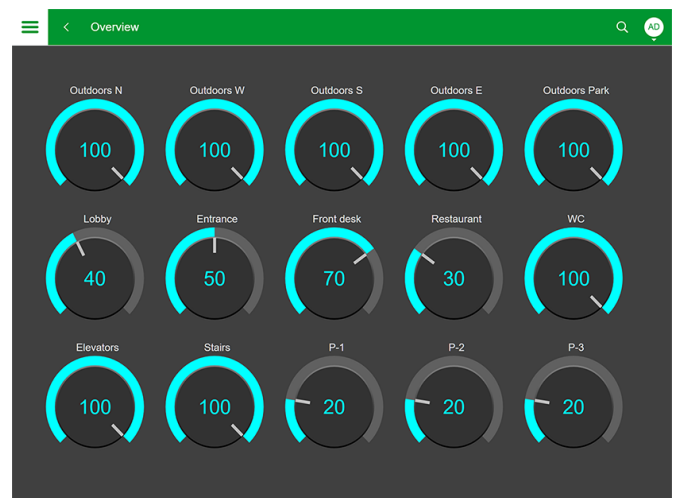 Overview
AD
Outdoors N Outdoors W Outdoors S Outdoors E Outdoors Park
100 100 100 100 100
Lobby Entrance Front desk Restaurant WC
40 50 70 30 100
Elevators Stairs P-1 P-2 P-3
100 100 20 20 20